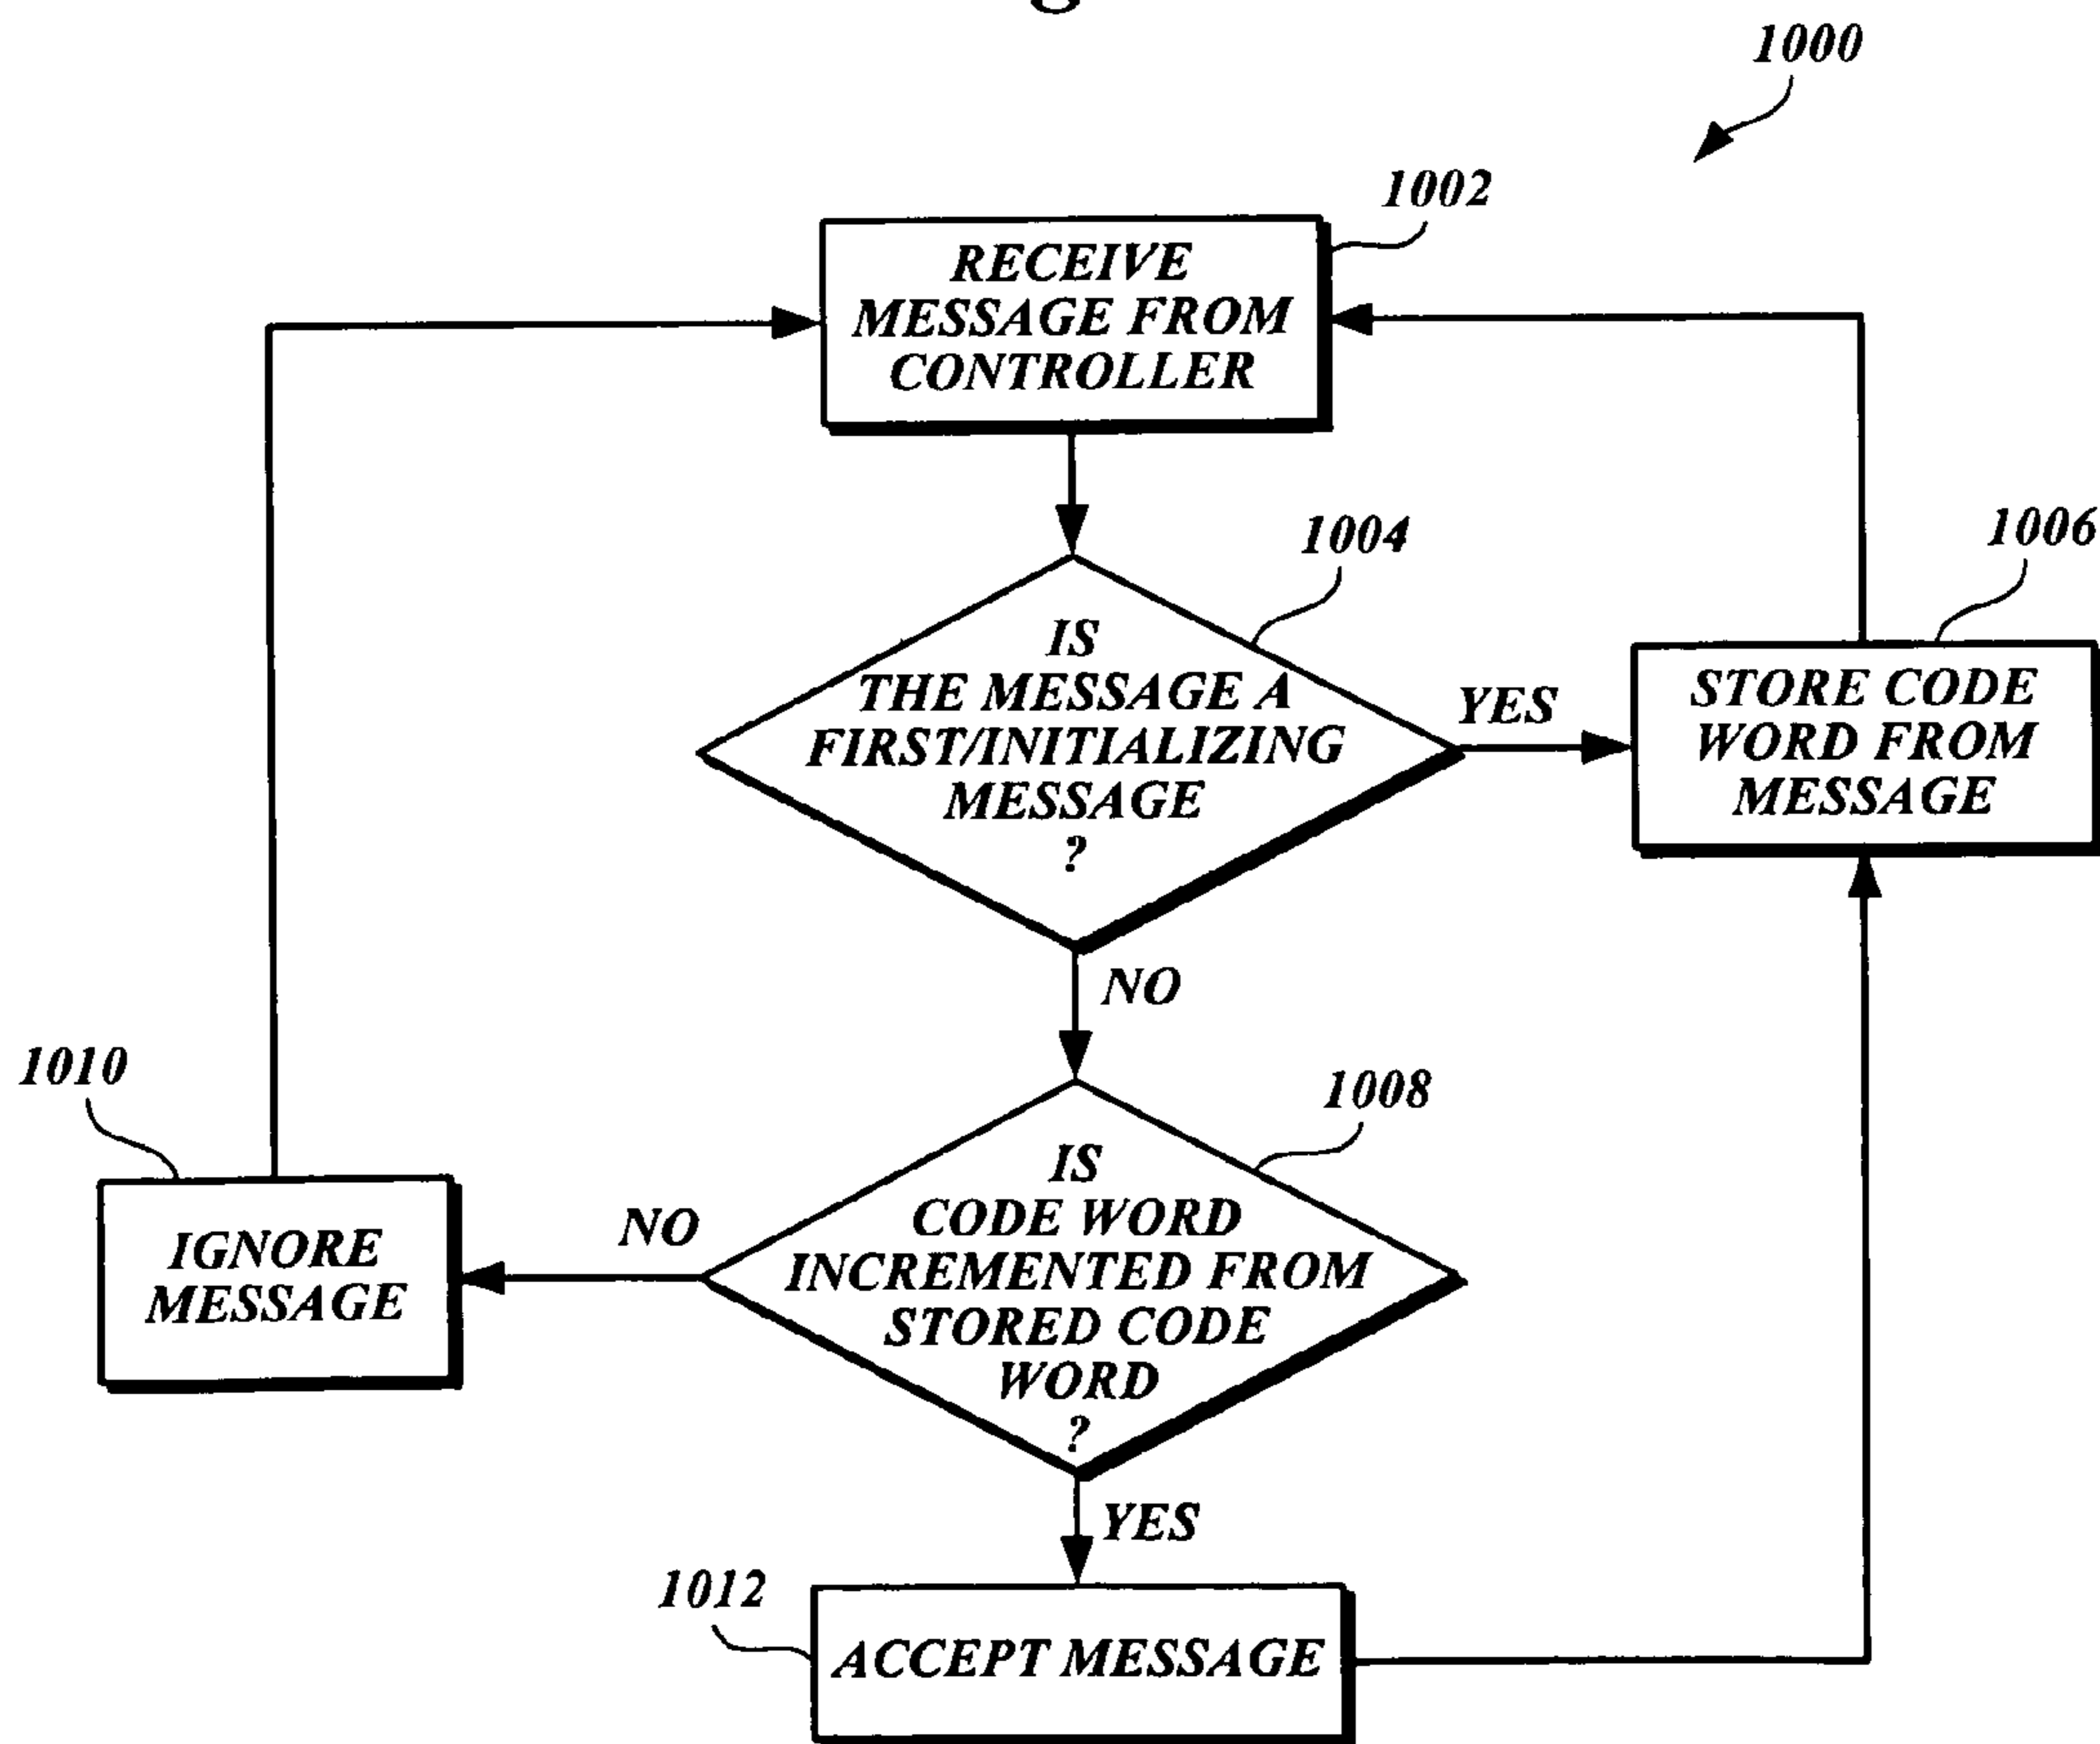 1000
1002
RECEIVE
MESSAGE FROM
CONTROLLER
1004
IS
THE MESSAGE A
FIRST/INITIALIZING
MESSAGE
?
YES
1006
STORE CODE
WORD FROM
MESSAGE
NO
1008
IS
CODE WORD
INCREMENTED FROM
STORED CODE
WORD
?
NO
1010
IGNORE
MESSAGE
YES
1012
ACCEPT MESSAGE